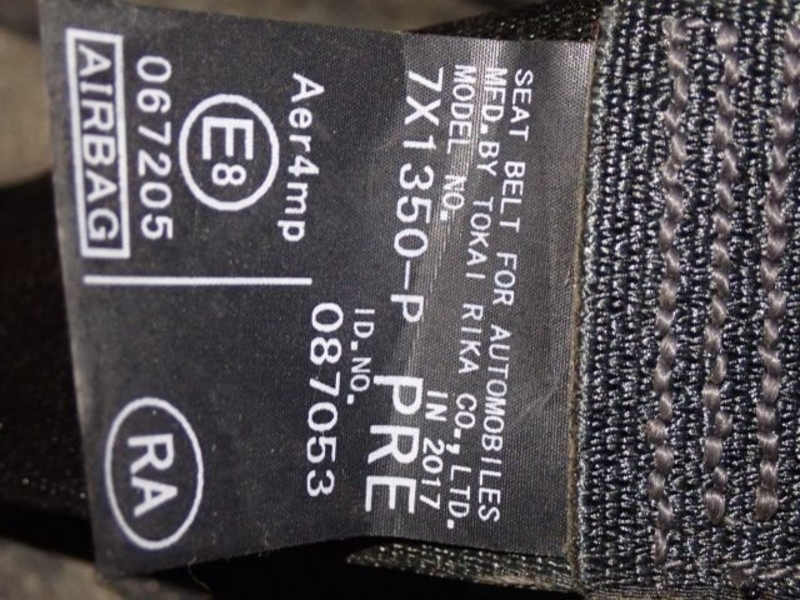 SEAT BELT FOR AUTOMOBILES
MFD.BY TOKAI RIKA CO.,LTD.
MODEL NO.
IN 2017
7X1350-P PRE
ID.NO.
087053
Aer4mp
E8
067205
AIRBAG
RA